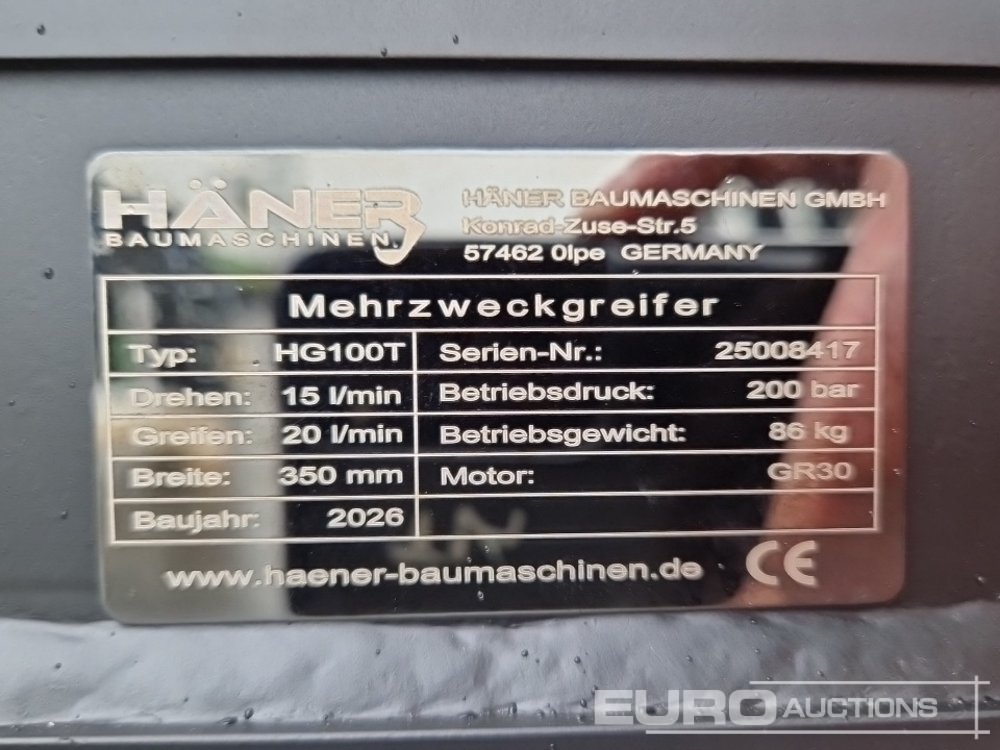 HÄNER
BAUMASCHINEN
HÄNER BAUMASCHINEN GMBH
Konrad-Zuse-Str.5
57462 Olpe GERMANY
Mehrzweckgreifer
Typ: HG100T Serien-Nr.: 25008417
Drehen: 15 l/min Betriebsdruck: 200 bar
Greifen: 20 l/min Betriebsgewicht: 86 kg
Breite: 350 mm Motor: GR30
Baujahr: 2026
www.haener-baumaschinen.de CE
EURO AUCTIONS